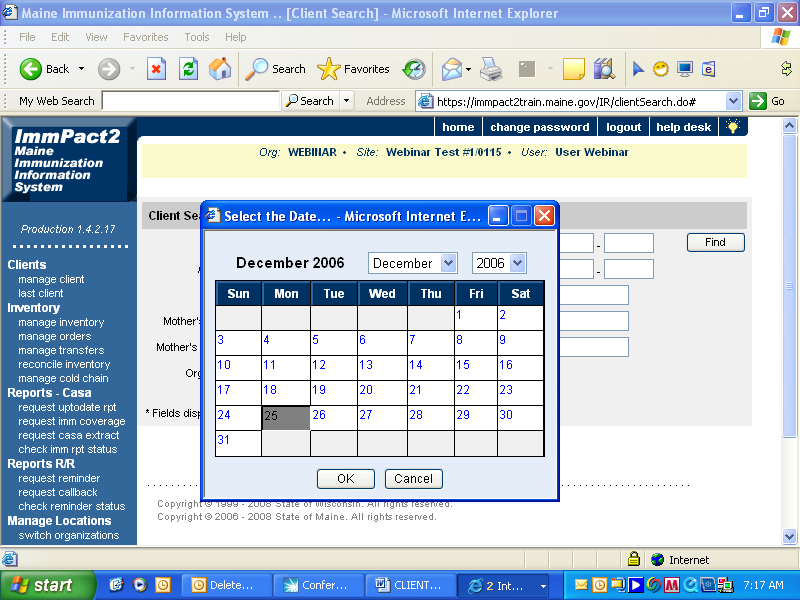 Maine Immunization Information System .. [Client Search] - Microsoft Internet Explorer
File Edit View Favorites Tools Help
Back Search Favorites
My Web Search Search Address https://immpact2train.maine.gov/IR/clientSearch.do# Go
ImmPact2
Maine
Immunization
Information
System
home change password logout help desk
Org: WEBINAR • Site: Webinar Test #1/0115 • User: User Webinar
Production 1.4.2.17
Clients
manage client
last client
Inventory
manage inventory
manage orders
manage transfers
reconcile inventory
manage cold chain
Reports - Casa
request uptodate rpt
request imm coverage
request casa extract
check imm rpt status
Reports R/R
request reminder
request callback
check reminder status
Manage Locations
switch organizations
Client Sea
- Find
-
Mother's
Mother's
Org
* Fields disp
Select the Date... - Microsoft Internet E...
December 2006 December 2006
Sun Mon Tue Wed Thu Fri Sat
1 2
3 4 5 6 7 8 9
10 11 12 13 14 15 16
17 18 19 20 21 22 23
24 25 26 27 28 29 30
31
OK Cancel
Copyright © 1999 - 2008 State of Wisconsin. All rights reserved.
Copyright © 2006 - 2008 State of Maine. All rights reserved.
Internet
start Delete... Confer... CLIENT... 2 Int... 7:17 AM